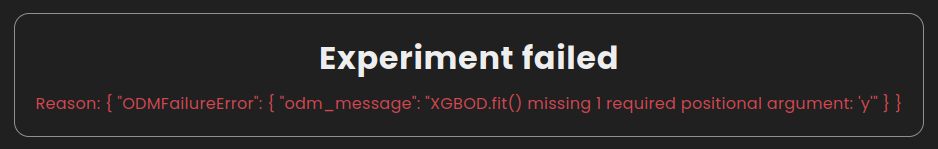 Experiment failed
Reason: { "ODMFailureError": { "odm_message": "XGBOD.fit() missing 1 required positional argument: 'y'" } }